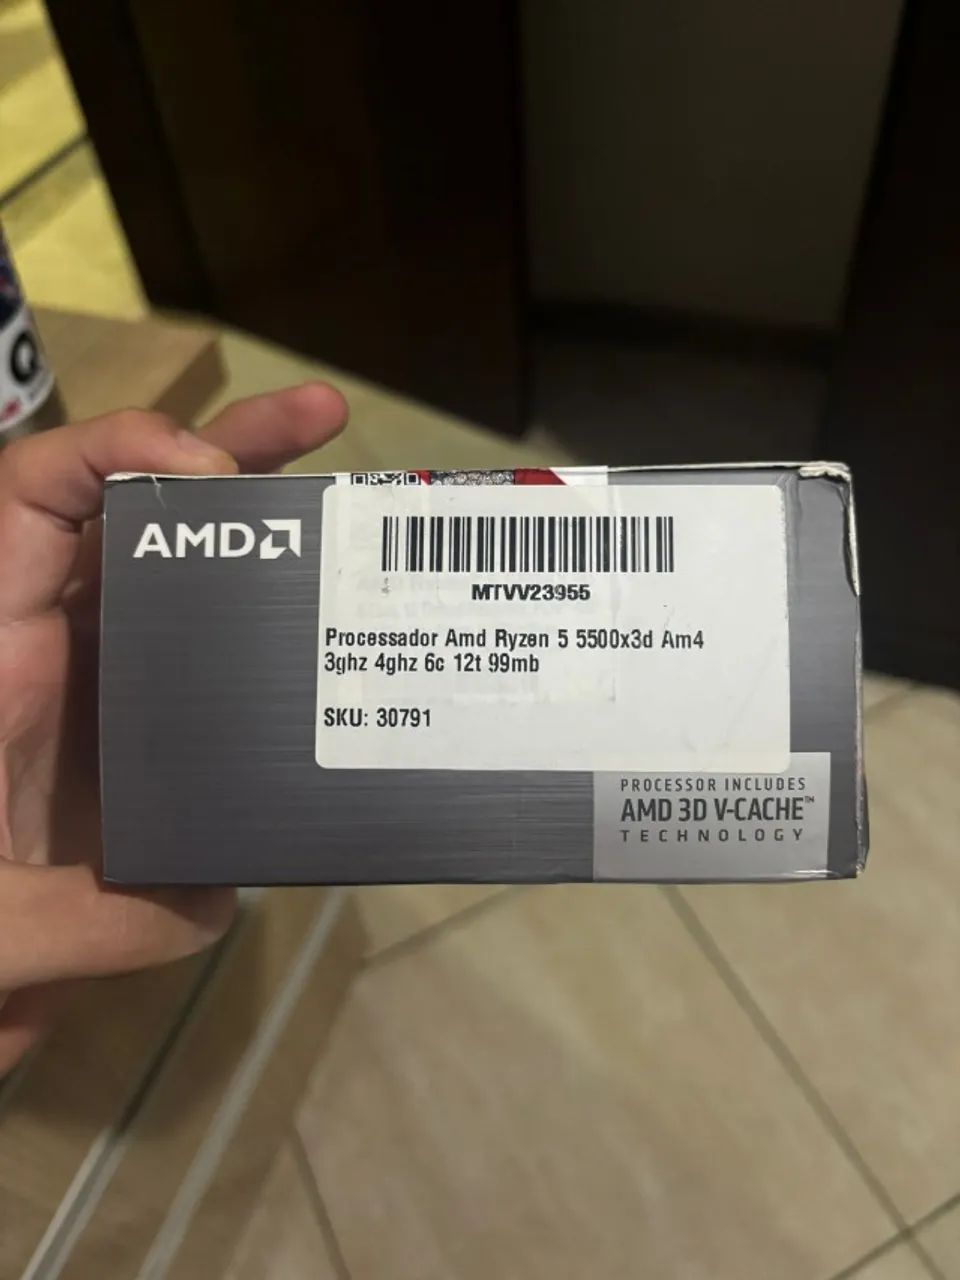 AMD
MTVV23955
Processador Amd Ryzen 5 5500x3d Am4
3ghz 4ghz 6c 12t 99mb
SKU: 30791
PROCESSOR INCLUDES
AMD 3D V-CACHE™
TECHNOLOGY